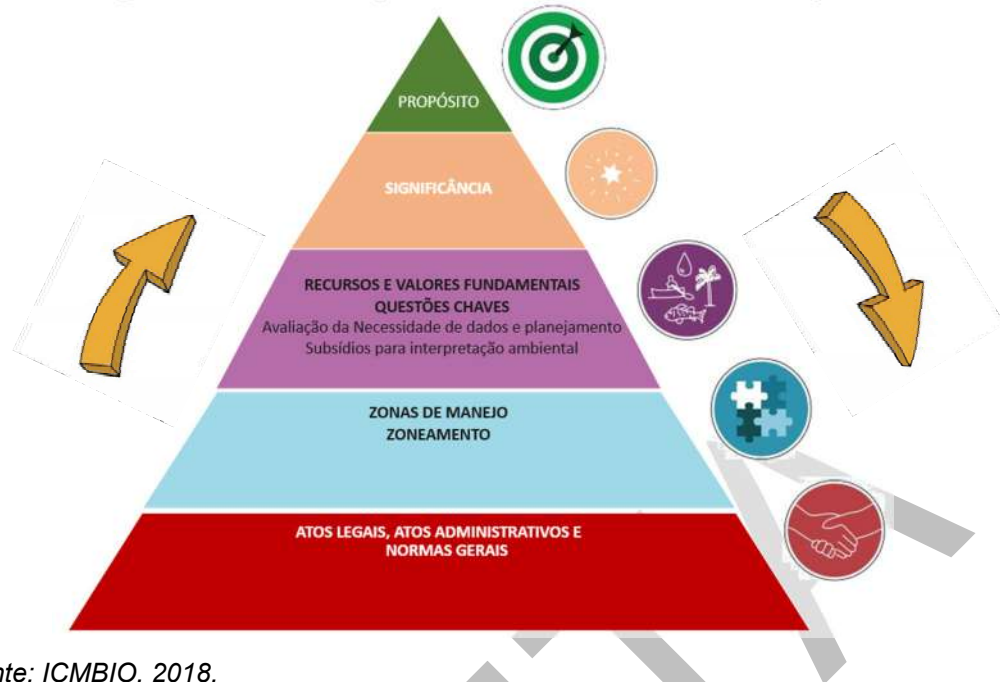 PROPÓSITO
SIGNIFICÂNCIA
RECURSOS E VALORES FUNDAMENTAIS
QUESTÕES CHAVES
Avaliação da Necessidade de dados e planejamento
Subsídios para interpretação ambiental
ZONAS DE MANEJO
ZONEAMENTO
ATOS LEGAIS, ATOS ADMINISTRATIVOS E
NORMAS GERAIS
nte: ICMBIO, 2018.